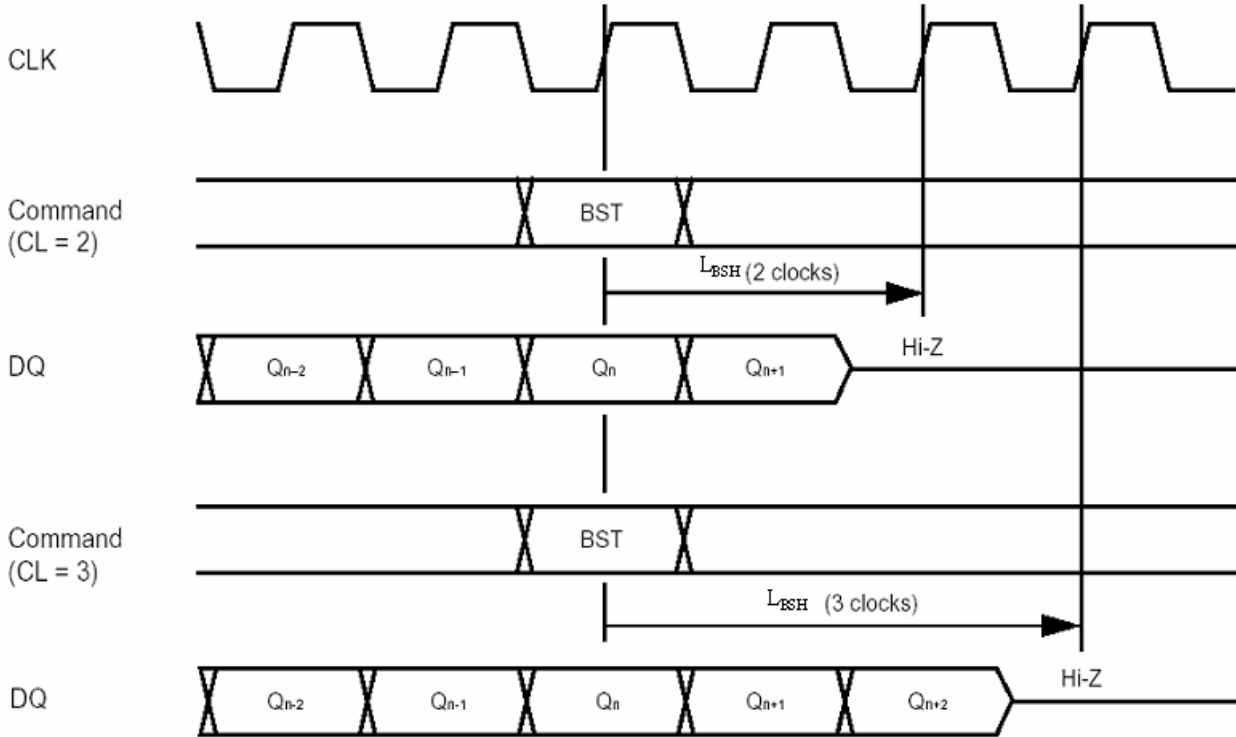 CLK
Command
(CL = 2)
BST
LBSH (2 clocks)
DQ
Qn–2
Qn–1
Qn
Qn+1
Hi-Z
Command
(CL = 3)
BST
LBSH (3 clocks)
DQ
Qn-2
Qn-1
Qn
Qn+1
Qn+2
Hi-Z